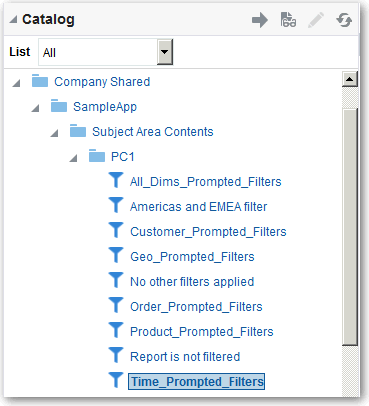 Catalog
List All
Company Shared
SampleApp
Subject Area Contents
PC1
All_Dims_Prompted_Filters
Americas and EMEA filter
Customer_Prompted_Filters
Geo_Prompted_Filters
No other filters applied
Order_Prompted_Filters
Product_Prompted_Filters
Report is not filtered
Time_Prompted_Filters